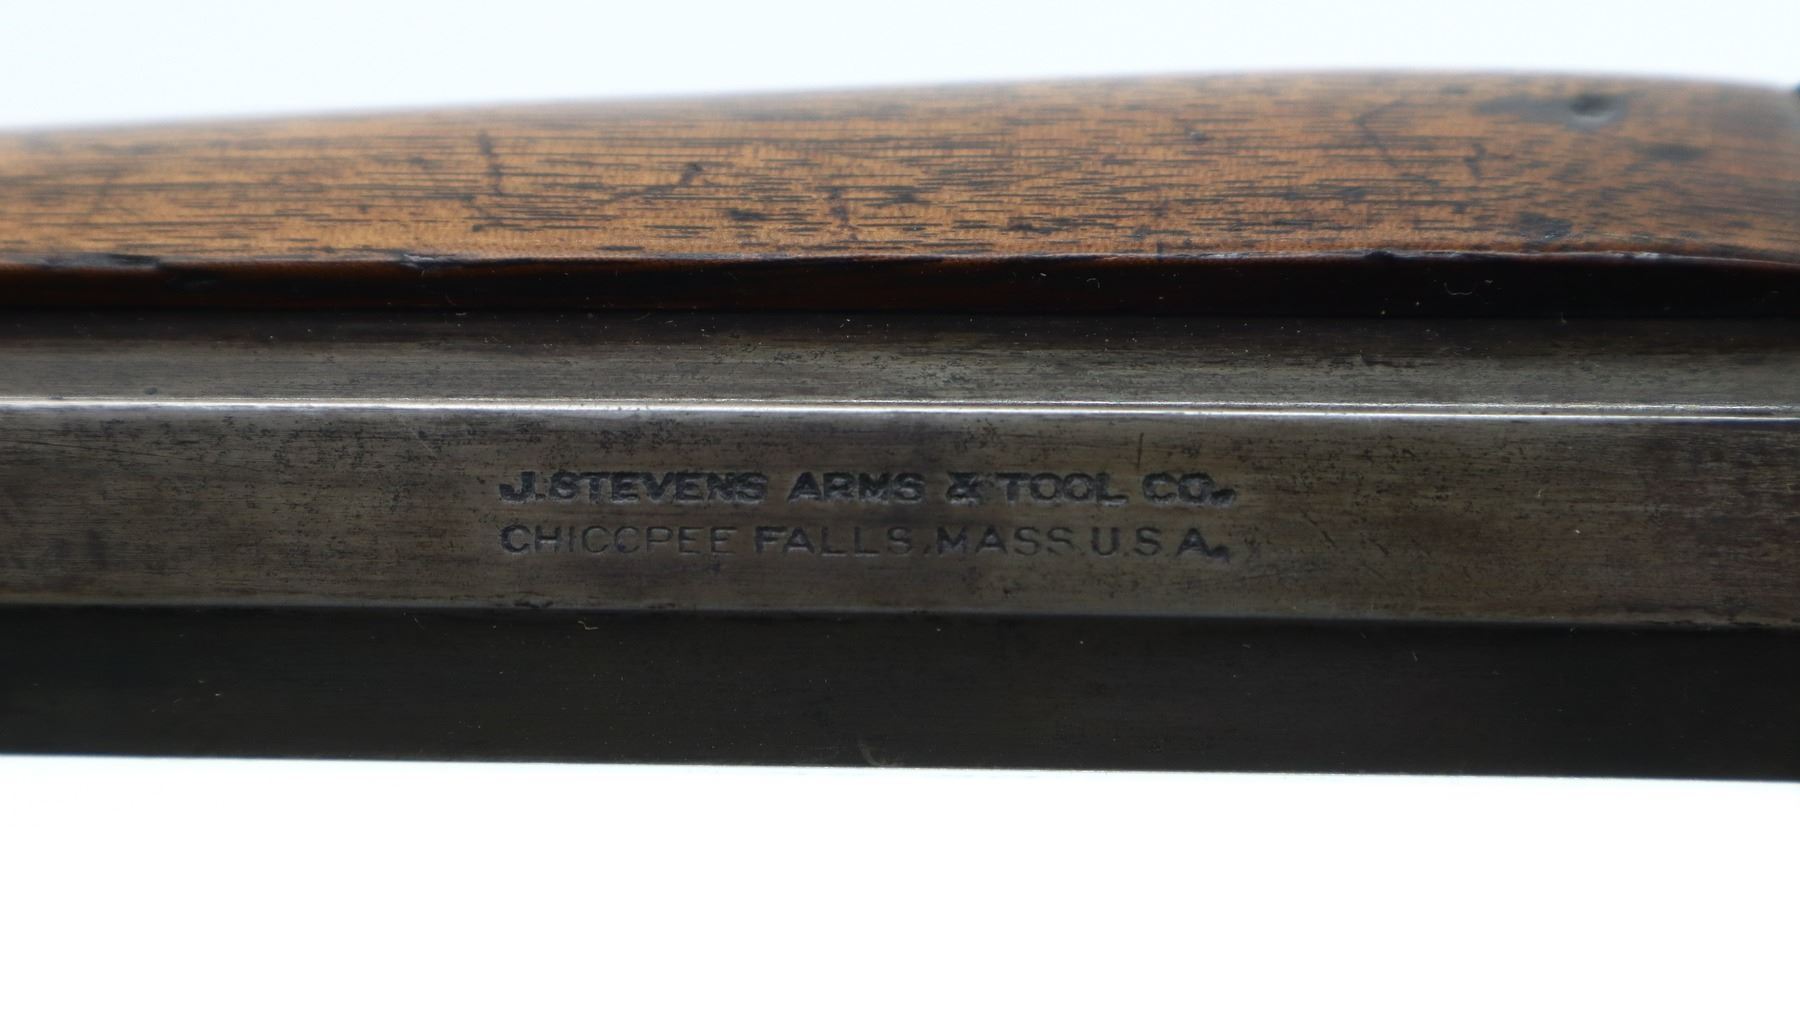 J.STEVENS ARMS & TOOL CO.
CHICOPEE FALLS.MASS.U.S.A.